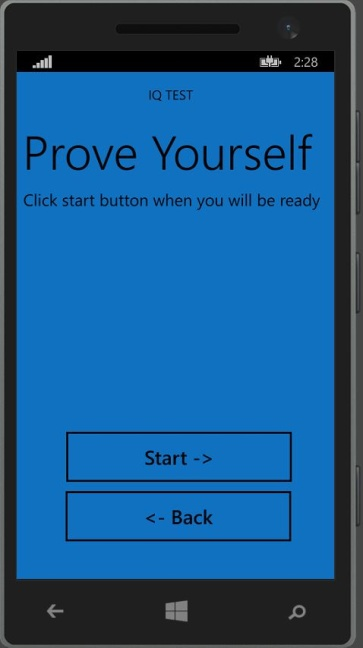 2:28
IQ TEST
Prove Yourself
Click start button when you will be ready
Start ->
<- Back